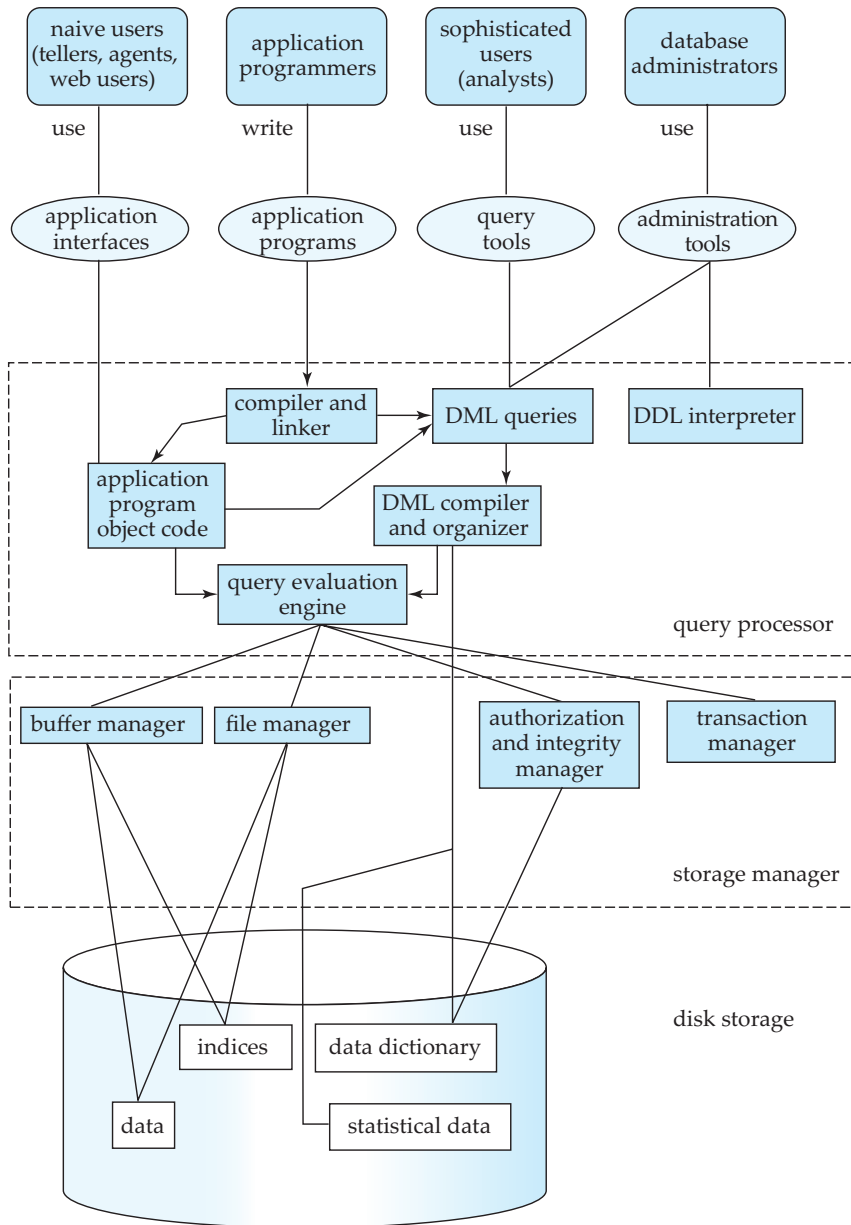 naive users
(tellers, agents,
web users)
application
programmers
sophisticated
users
(analysts)
database
administrators
use
write
use
use
application
interfaces
application
programs
query
tools
administration
tools
compiler and
linker
DML queries
DDL interpreter
application
program
object code
DML compiler
and organizer
query evaluation
engine
query processor
buffer manager
file manager
authorization
and integrity
manager
transaction
manager
storage manager
disk storage
indices
data dictionary
data
statistical data